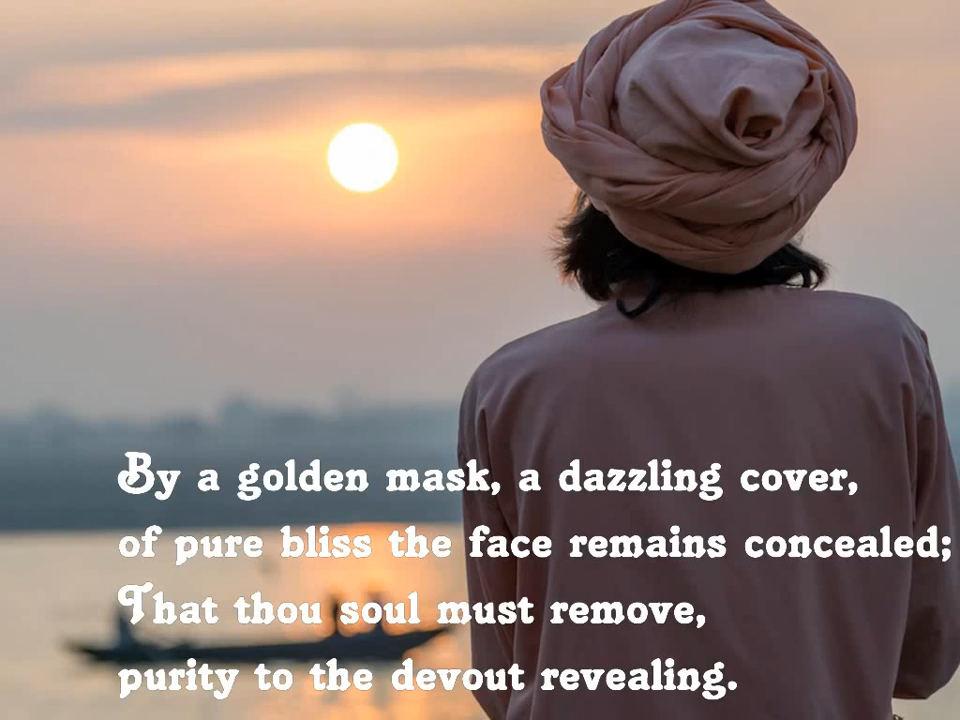 By a golden mask, a dazzling cover,
of pure bliss the face remains concealed;
That thou soul must remove,
purity to the devout revealing.